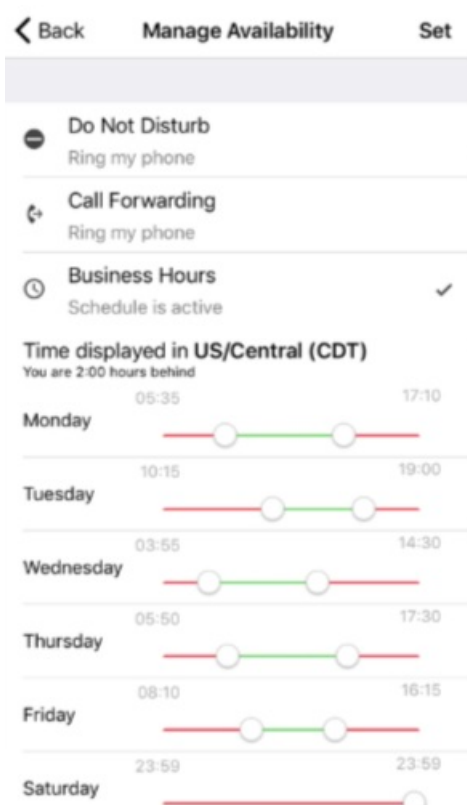 Back Manage Availability Set
Do Not Disturb
Ring my phone
Call Forwarding
Ring my phone
Business Hours
Schedule is active
Time displayed in US/Central (CDT)
You are 2:00 hours behind
05:35 17:10
Monday
10:15 19:00
Tuesday
03:55 14:30
Wednesday
05:50 17:30
Thursday
08:10 16:15
Friday
23:59 23:59
Saturday